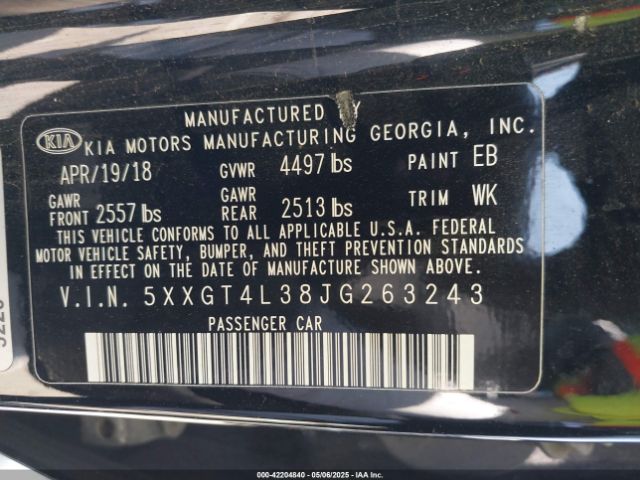 MANUFACTURED BY
KIA KIA MOTORS MANUFACTURING GEORGIA, INC.
APR/19/18 GVWR 4497 lbs PAINT EB
GAWR FRONT 2557 lbs GAWR REAR 2513 lbs TRIM WK
THIS VEHICLE CONFORMS TO ALL APPLICABLE U.S.A. FEDERAL
MOTOR VEHICLE SAFETY, BUMPER, AND THEFT PREVENTION STANDARDS
IN EFFECT ON THE DATE OF MANUFACTURE SHOWN ABOVE.
V.I.N. 5XXGT4L38JG263243
PASSENGER CAR
000-42204840 - 05/06/2025 - IAA Inc.